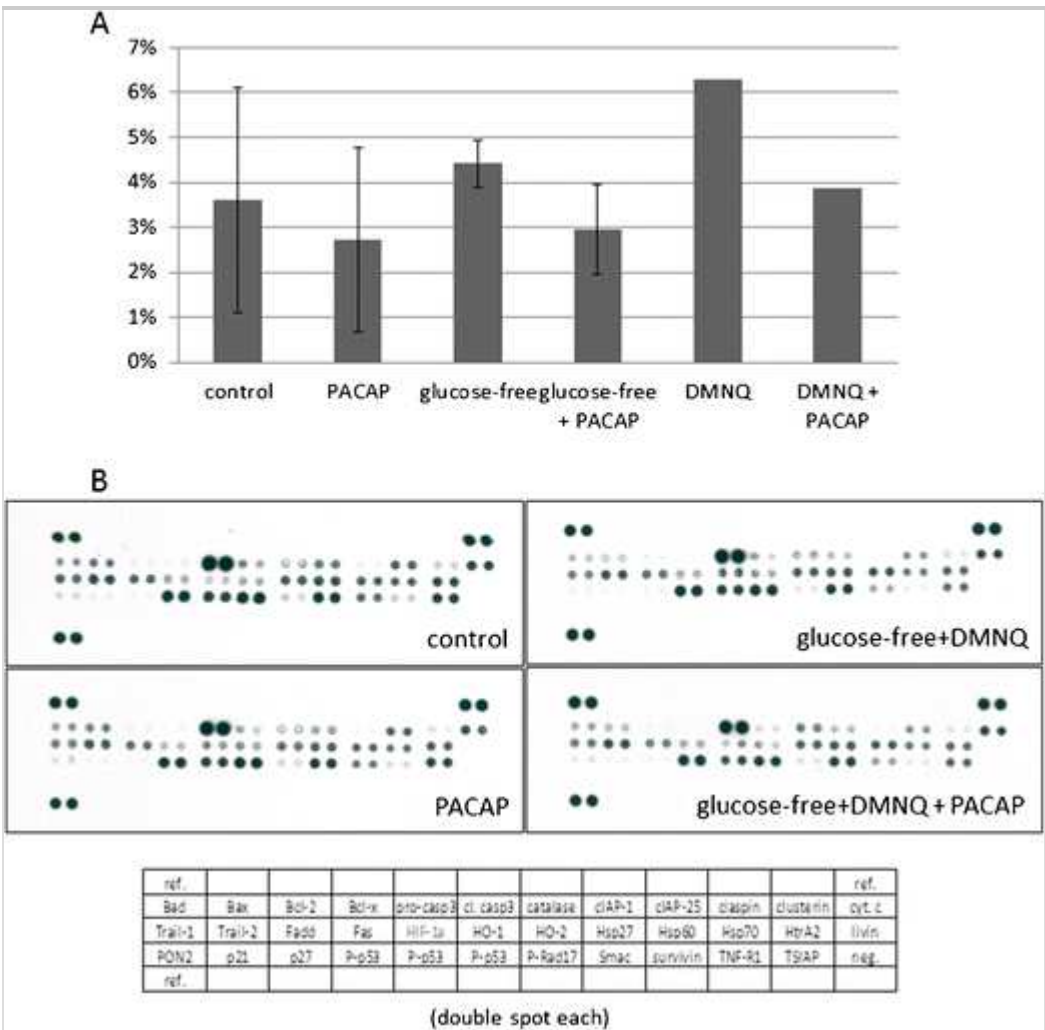 A
7%
6%
5%
4%
3%
2%
1%
0%
control PACAP glucose-free glucose-free + PACAP DMNQ DMNQ + PACAP
B
control glucose-free+DMNQ
PACAP glucose-free+DMNQ + PACAP
ref. ref.
Bad Bax Bcl-2 Bcl-x pro-casp3 cl. casp3 catalase cIAP-1 cIAP-25 claspin clusterin cyt. c
Trail-1 Trail-2 Fadd Fas HIF-1a HO-1 HO-2 Hsp27 Hsp60 Hsp70 HtrA2 livin
PON2 p21 p27 P-p53 P-p53 P-p53 P-Rad17 Smac survivin TNF-R1 TSIAP neg.
ref.
(double spot each)